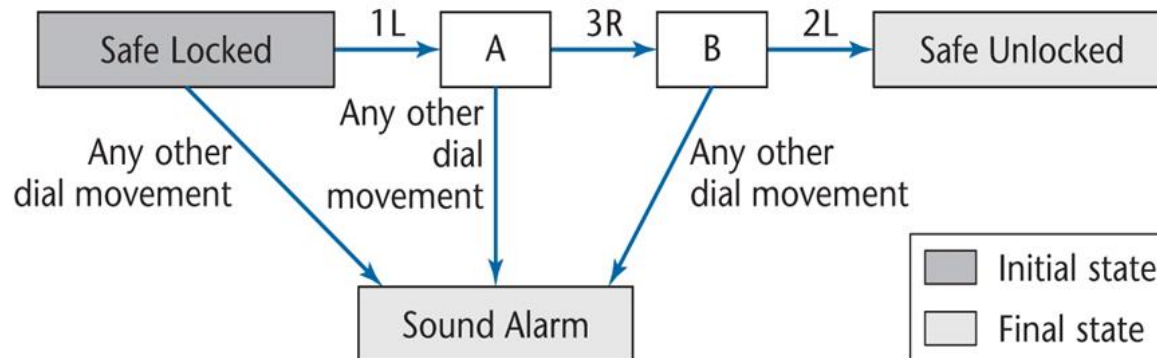 1L
3R
2L
Safe Locked
A
B
Safe Unlocked
Any other
dial movement
Any other
dial
movement
Any other
dial movement
Sound Alarm
Initial state
Final state